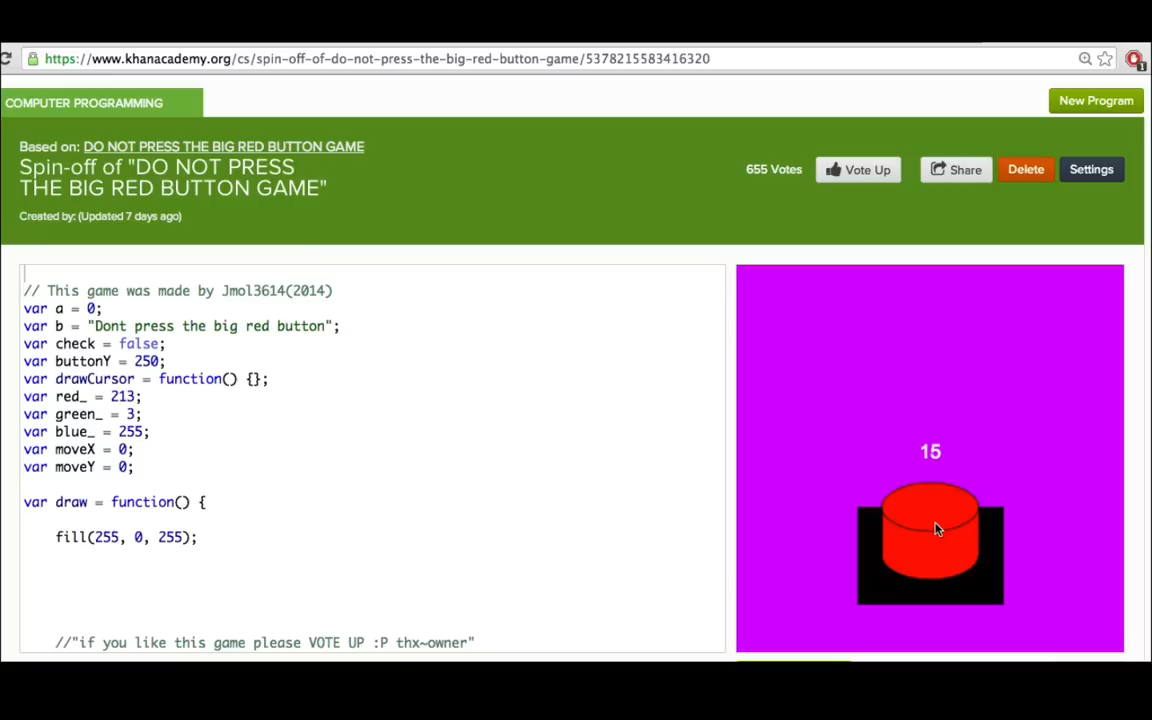 https://www.khanacademy.org/cs/spin-off-of-do-not-press-the-big-red-button-game/5378215583416320
1
COMPUTER PROGRAMMING
New Program
Based on: DO NOT PRESS THE BIG RED BUTTON GAME
Spin-off of "DO NOT PRESS
THE BIG RED BUTTON GAME"
655 Votes
Vote Up
Share
Delete
Settings
Created by: (Updated 7 days ago)
// This game was made by Jmol3614(2014)
var a = 0;
var b = "Dont press the big red button";
var check = false;
var buttonY = 250;
var drawCursor = function() {};
var red_ = 213;
var green_ = 3;
var blue_ = 255;
var moveX = 0;
var moveY = 0;
var draw = function() {
fill(255, 0, 255);
//"if you like this game please VOTE UP :P thx~owner"
15